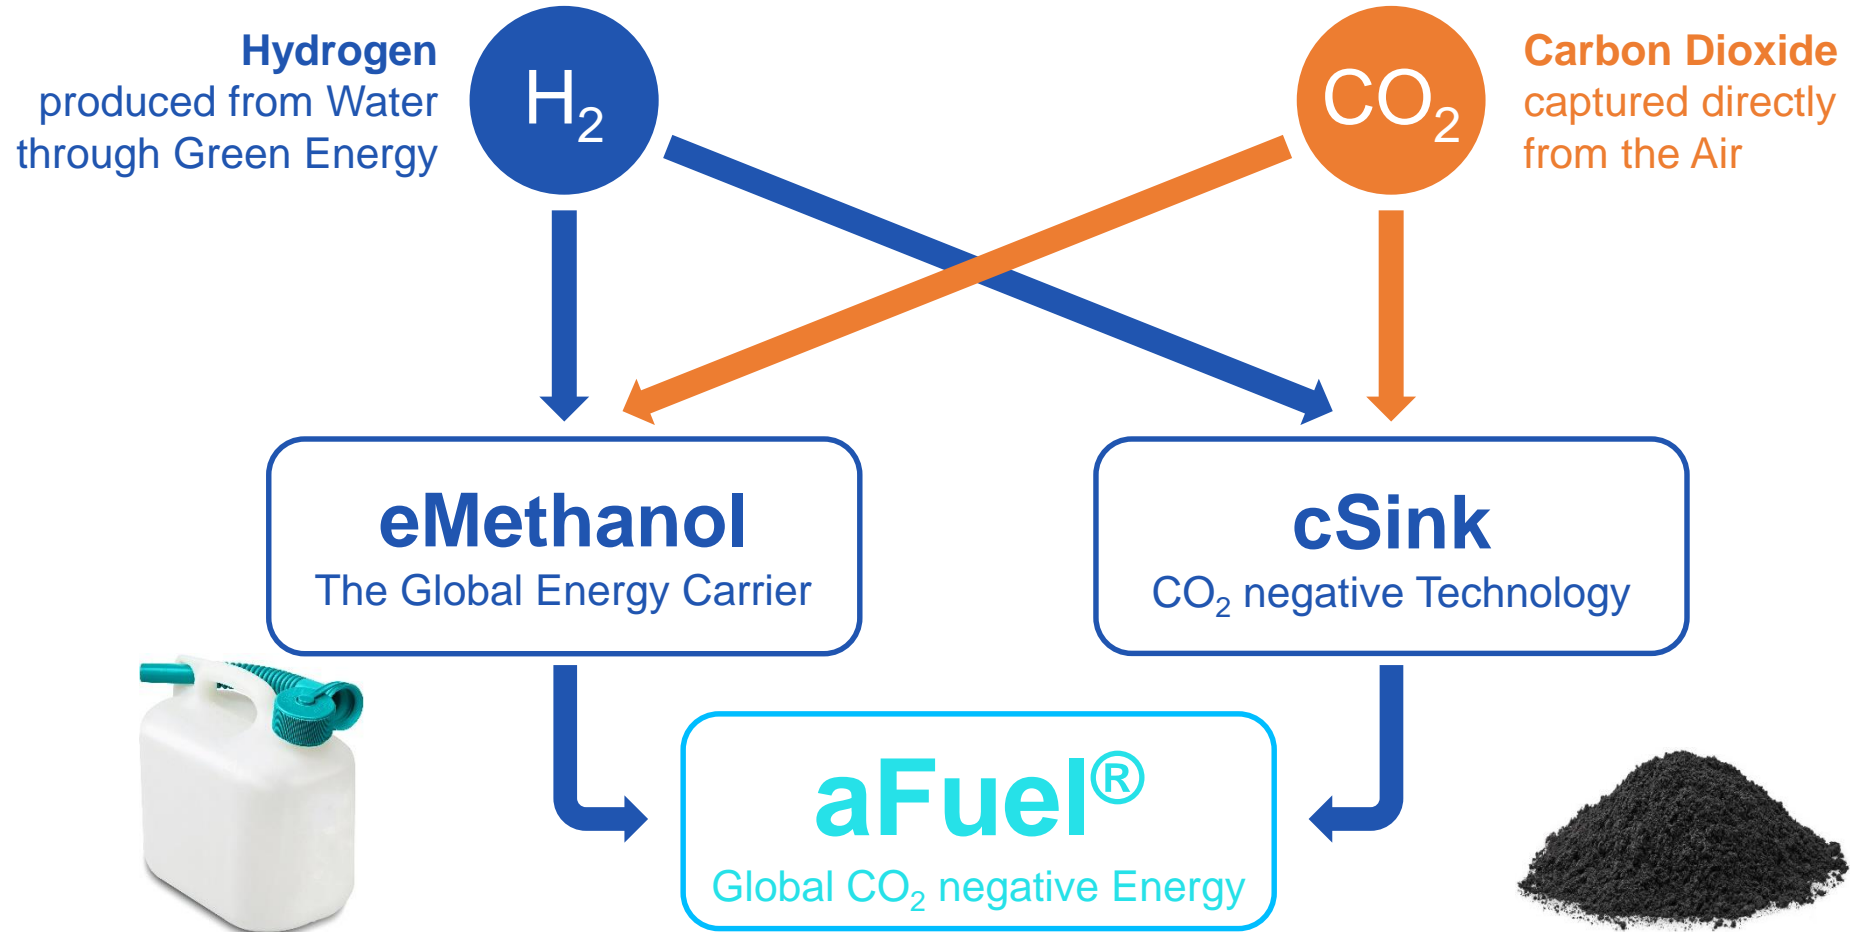 Hydrogen
produced from Water
through Green Energy
H₂
CO₂
Carbon Dioxide
captured directly
from the Air
eMethanol
The Global Energy Carrier
cSink
CO₂ negative Technology
aFuel®
Global CO₂ negative Energy